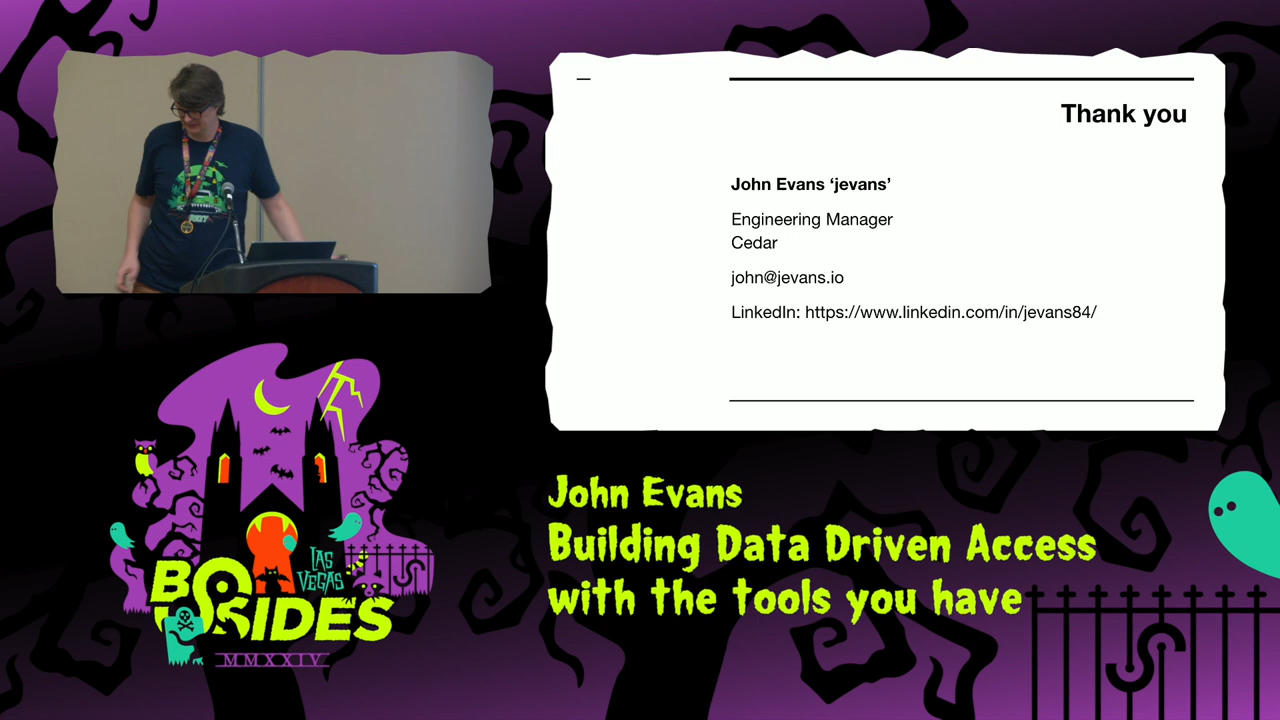 Thank you
John Evans ‘jevans’
Engineering Manager
Cedar
john@jevans.io
LinkedIn: https://www.linkedin.com/in/jevans84/
LAS
VEGAS
BSIDES
MMXXIV
John Evans
Building Data Driven Access
with the tools you have